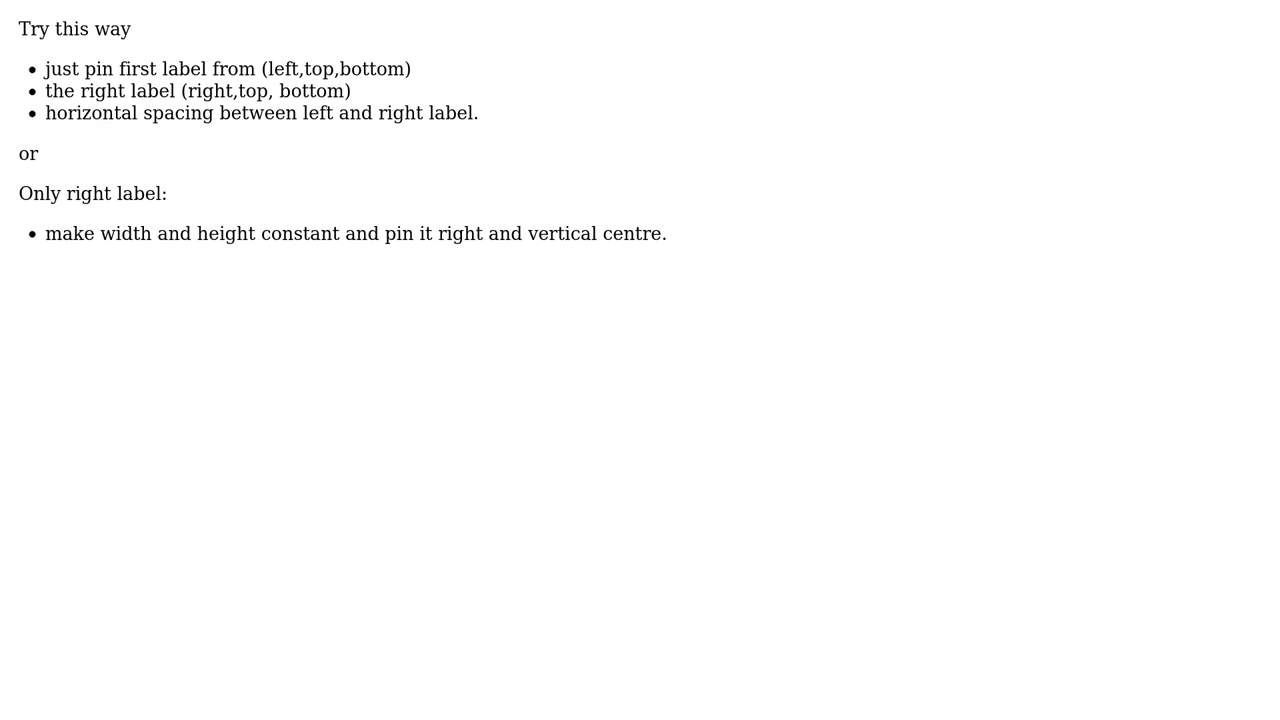 Try this way
• just pin first label from (left,top,bottom)
• the right label (right,top, bottom)
• horizontal spacing between left and right label.
or
Only right label:
• make width and height constant and pin it right and vertical centre.